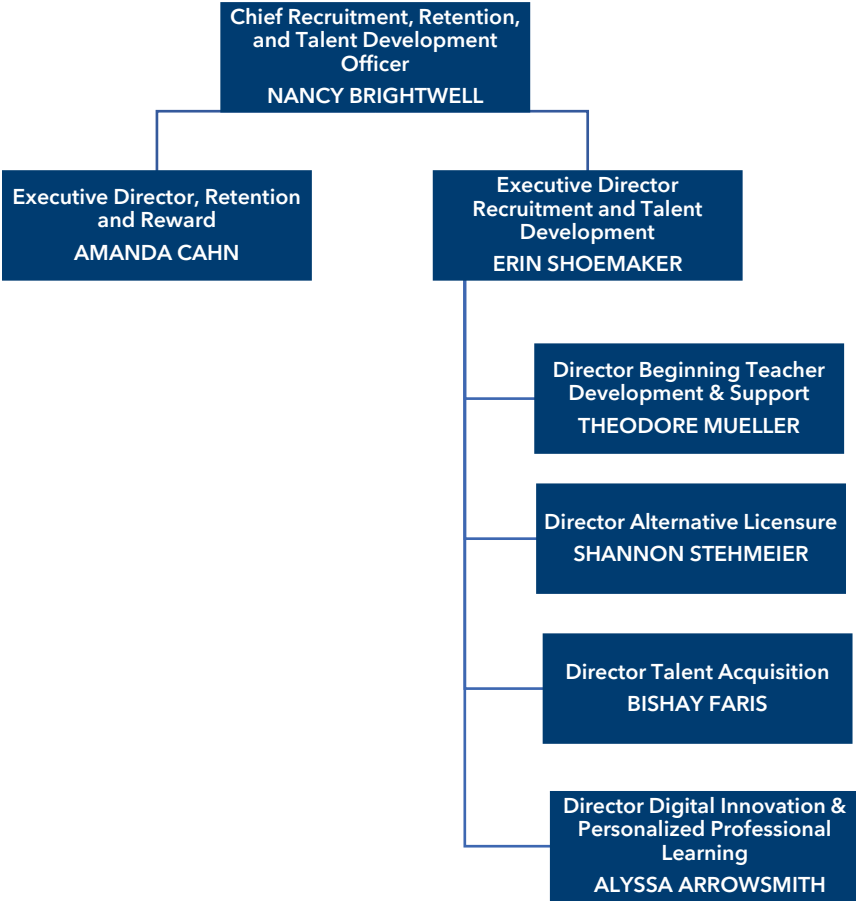 Chief Recruitment, Retention,
and Talent Development
Officer
NANCY BRIGHTWELL
Executive Director, Retention
and Reward
AMANDA CAHN
Executive Director
Recruitment and Talent
Development
ERIN SHOEMAKER
Director Beginning Teacher
Development & Support
THEODORE MUELLER
Director Alternative Licensure
SHANNON STEHMEIER
Director Talent Acquisition
BISHAY FARIS
Director Digital Innovation &
Personalized Professional
Learning
ALYSSA ARROWSMITH